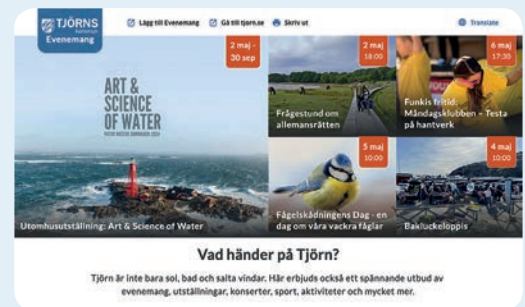 TJÖRNS
kommun
Evenemang
Lägg till Evenemang
Gå till tjorn.se
Skriv ut
Translate
2 maj -
30 sep
ART &
SCIENCE
OF WATER
Utomhusutställning: Art & Science of Water
2 maj
18:00
Frågestund om
allemansrätten
6 maj
17:30
Funkis fritid:
Måndagsklubben – Testa
på hantverk
5 maj
10:00
Fågelskådningens Dag - en
dag om våra vackra fåglar
4 maj
10:00
Bakluckeloppis
Vad händer på Tjörn?
Tjörn är inte bara sol, bad och salta vindar. Här erbjuds också ett spännande utbud av
evenemang, utställningar, konserter, sport, aktiviteter och mycket mer.